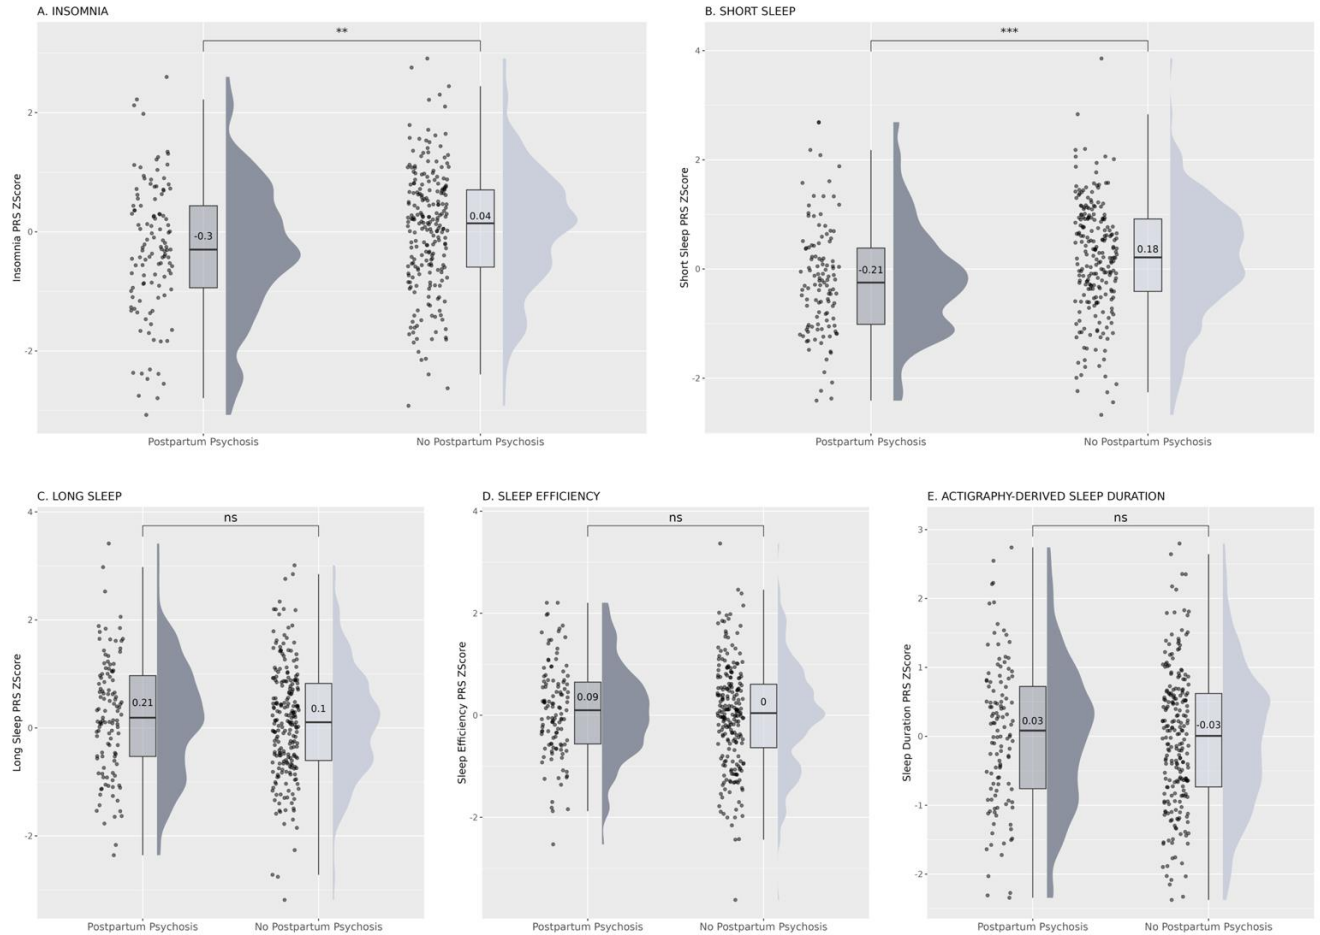 A. INSOMNIA
**
2
0
-2
Insomnia PRS ZScore
-0.3
0.04
Postpartum Psychosis
No Postpartum Psychosis
B. SHORT SLEEP
***
4
2
0
-2
Short Sleep PRS ZScore
-0.21
0.18
Postpartum Psychosis
No Postpartum Psychosis
C. LONG SLEEP
ns
4
2
0
-2
Long Sleep PRS ZScore
0.21
0.1
Postpartum Psychosis
No Postpartum Psychosis
D. SLEEP EFFICIENCY
ns
4
2
0
-2
Sleep Efficiency PRS ZScore
0.09
0
Postpartum Psychosis
No Postpartum Psychosis
E. ACTIGRAPHY-DERIVED SLEEP DURATION
ns
3
2
1
0
-1
-2
Sleep Duration PRS ZScore
0.03
-0.03
Postpartum Psychosis
No Postpartum Psychosis